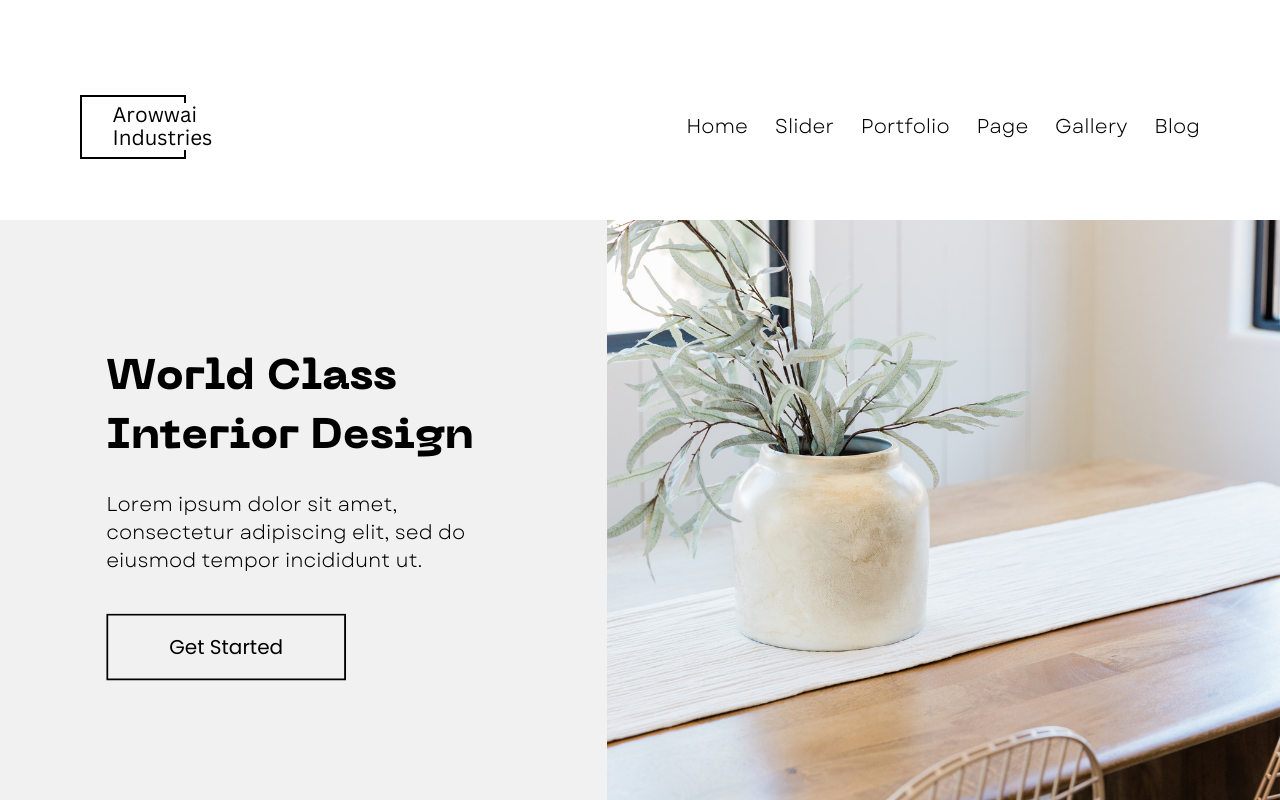 Arowwai
Industries
Home Slider Portfolio Page Gallery Blog
World Class
Interior Design
Lorem ipsum dolor sit amet,
consectetur adipiscing elit, sed do
eiusmod tempor incididunt ut.
Get Started